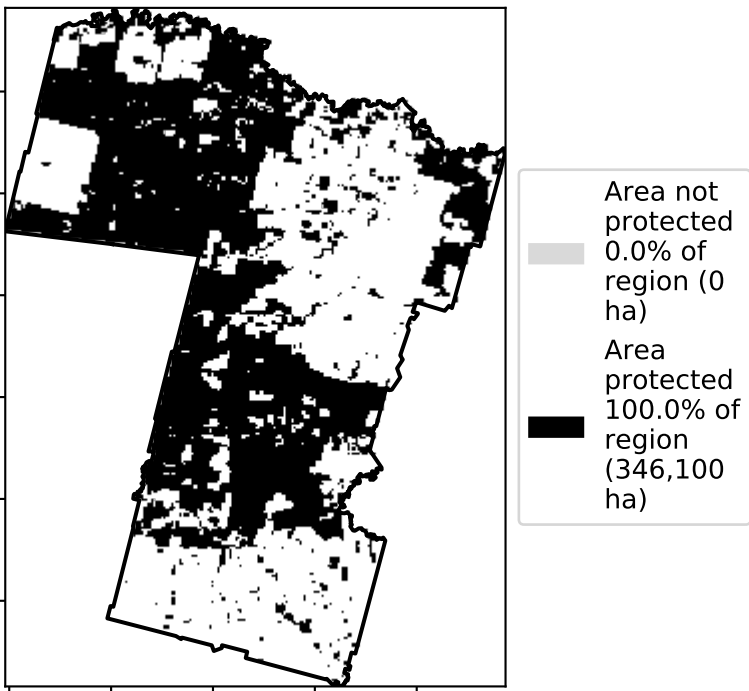 Area not
protected
0.0% of
region (0
ha)
Area
protected
100.0% of
region
(346,100
ha)